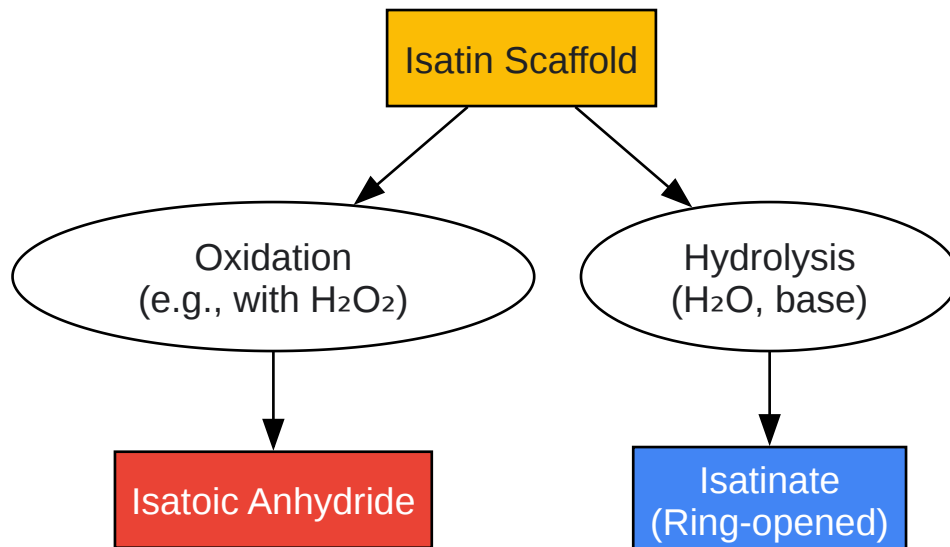 Isatin Scaffold
Oxidation
(e.g., with H₂O₂)
Hydrolysis
(H₂O, base)
Isatoic Anhydride
Isatinate
(Ring-opened)